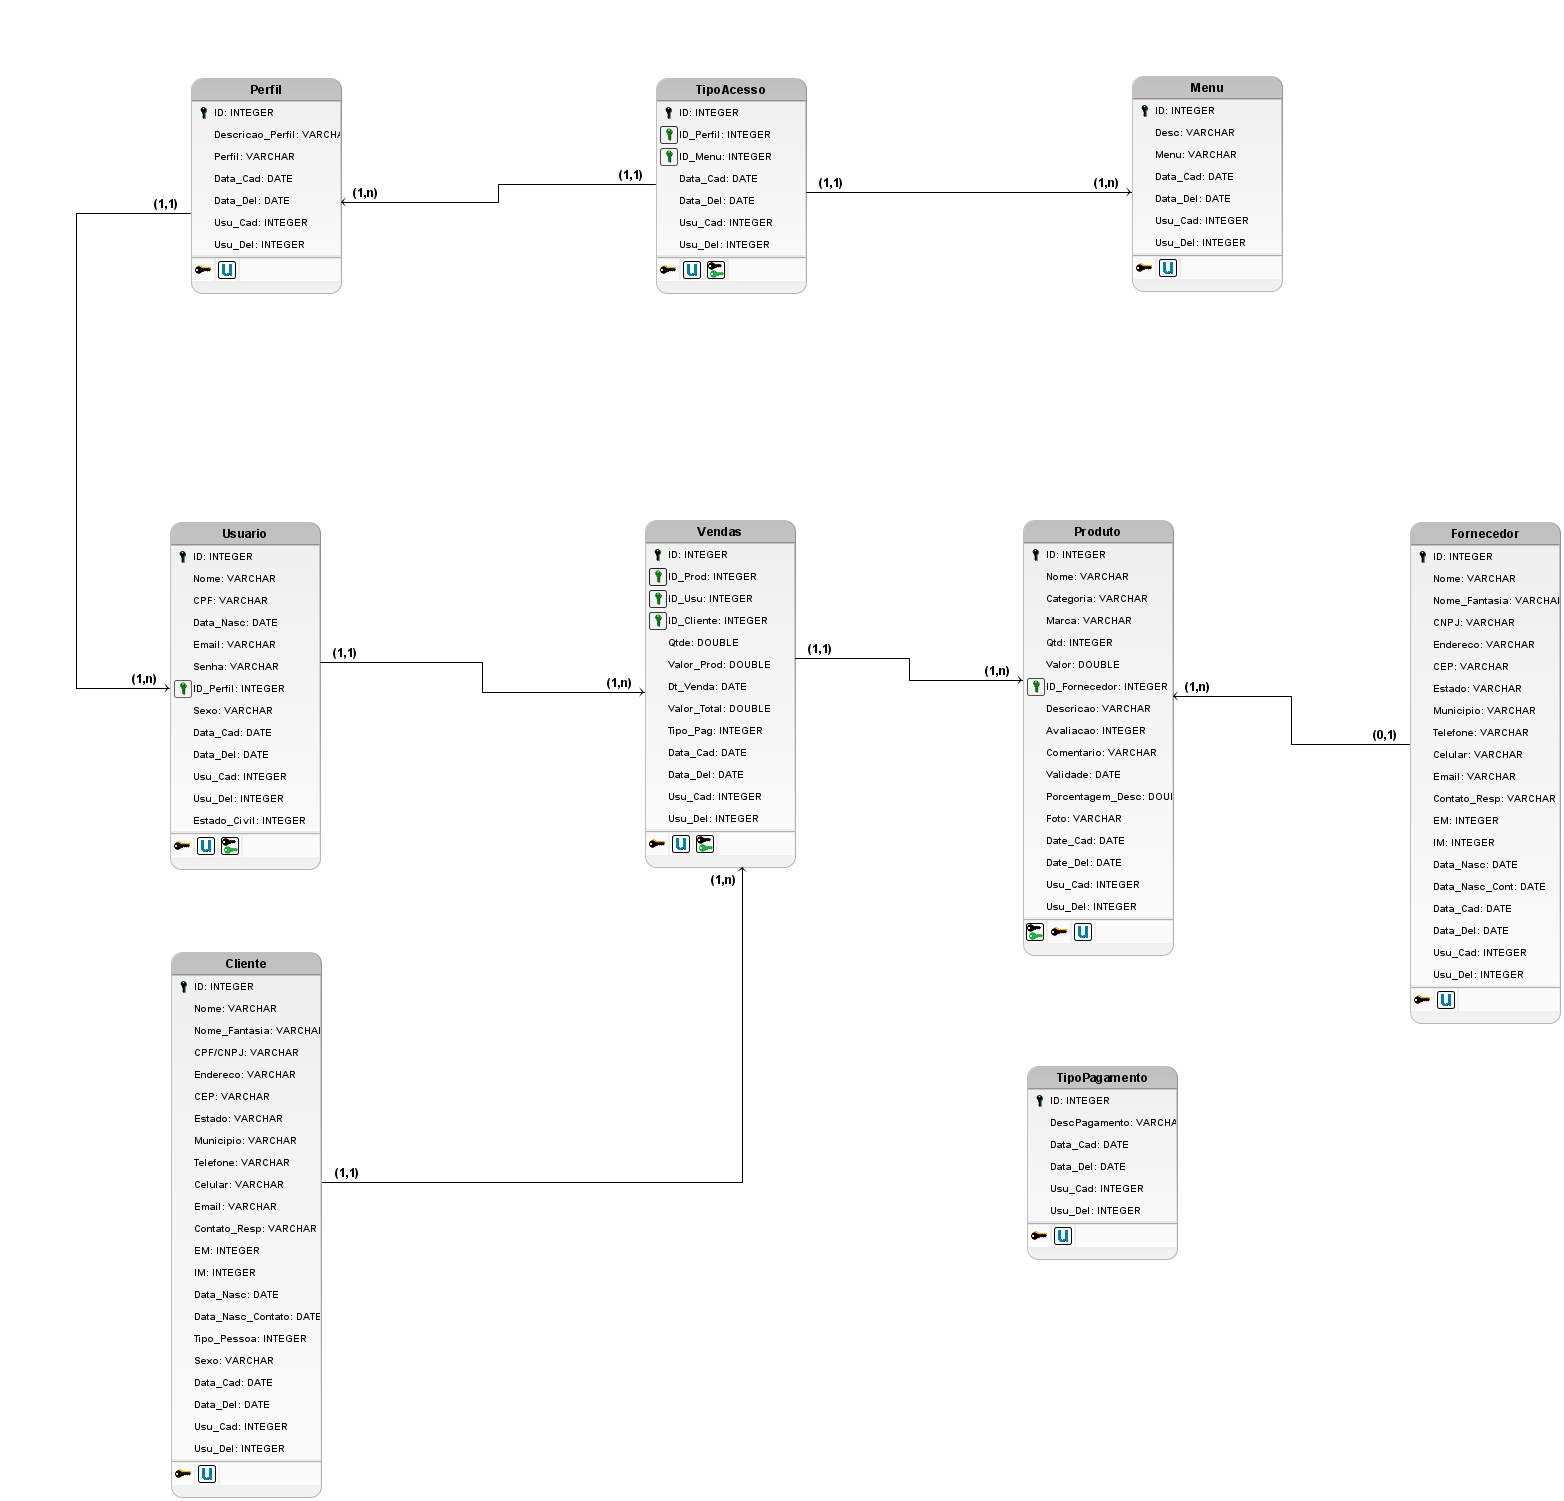 Perfil
ID: INTEGER
Descricao_Perfil: VARCHA
Perfil: VARCHAR
Data_Cad: DATE
Data_Del: DATE
Usu_Cad: INTEGER
Usu_Del: INTEGER
U
TipoAcesso
ID: INTEGER
ID_Perfil: INTEGER
ID_Menu: INTEGER
Data_Cad: DATE
Data_Del: DATE
Usu_Cad: INTEGER
Usu_Del: INTEGER
U
Menu
ID: INTEGER
Desc: VARCHAR
Menu: VARCHAR
Data_Cad: DATE
Data_Del: DATE
Usu_Cad: INTEGER
Usu_Del: INTEGER
U
(1,1)
(1,n)
(1,1)
(1,1)
(1,n)
Usuario
ID: INTEGER
Nome: VARCHAR
CPF: VARCHAR
Data_Nasc: DATE
Email: VARCHAR
Senha: VARCHAR
ID_Perfil: INTEGER
Sexo: VARCHAR
Data_Cad: DATE
Data_Del: DATE
Usu_Cad: INTEGER
Usu_Del: INTEGER
Estado_Civil: INTEGER
U
(1,n)
(1,1)
(1,n)
Vendas
ID: INTEGER
ID_Prod: INTEGER
ID_Usu: INTEGER
ID_Cliente: INTEGER
Qtde: DOUBLE
Valor_Prod: DOUBLE
Dt_Venda: DATE
Valor_Total: DOUBLE
Tipo_Pag: INTEGER
Data_Cad: DATE
Data_Del: DATE
Usu_Cad: INTEGER
Usu_Del: INTEGER
U
(1,1)
(1,n)
(1,n)
Produto
ID: INTEGER
Nome: VARCHAR
Categoria: VARCHAR
Marca: VARCHAR
Qtd: INTEGER
Valor: DOUBLE
ID_Fornecedor: INTEGER
Descricao: VARCHAR
Avaliacao: INTEGER
Comentario: VARCHAR
Validade: DATE
Porcentagem_Desc: DOUI
Foto: VARCHAR
Date_Cad: DATE
Date_Del: DATE
Usu_Cad: INTEGER
Usu_Del: INTEGER
U
(1,n)
(0,1)
Fornecedor
ID: INTEGER
Nome: VARCHAR
Nome_Fantasia: VARCHAI
CNPJ: VARCHAR
Endereco: VARCHAR
CEP: VARCHAR
Estado: VARCHAR
Municipio: VARCHAR
Telefone: VARCHAR
Celular: VARCHAR
Email: VARCHAR
Contato_Resp: VARCHAR
EM: INTEGER
IM: INTEGER
Data_Nasc: DATE
Data_Nasc_Cont: DATE
Data_Cad: DATE
Data_Del: DATE
Usu_Cad: INTEGER
Usu_Del: INTEGER
U
Cliente
ID: INTEGER
Nome: VARCHAR
Nome_Fantasia: VARCHAI
CPF/CNPJ: VARCHAR
Endereco: VARCHAR
CEP: VARCHAR
Estado: VARCHAR
Municipio: VARCHAR
Telefone: VARCHAR
Celular: VARCHAR
Email: VARCHAR
Contato_Resp: VARCHAR
EM: INTEGER
IM: INTEGER
Data_Nasc: DATE
Data_Nasc_Contato: DATE
Tipo_Pessoa: INTEGER
Sexo: VARCHAR
Data_Cad: DATE
Data_Del: DATE
Usu_Cad: INTEGER
Usu_Del: INTEGER
U
(1,1)
TipoPagamento
ID: INTEGER
DescPagamento: VARCHA
Data_Cad: DATE
Data_Del: DATE
Usu_Cad: INTEGER
Usu_Del: INTEGER
U